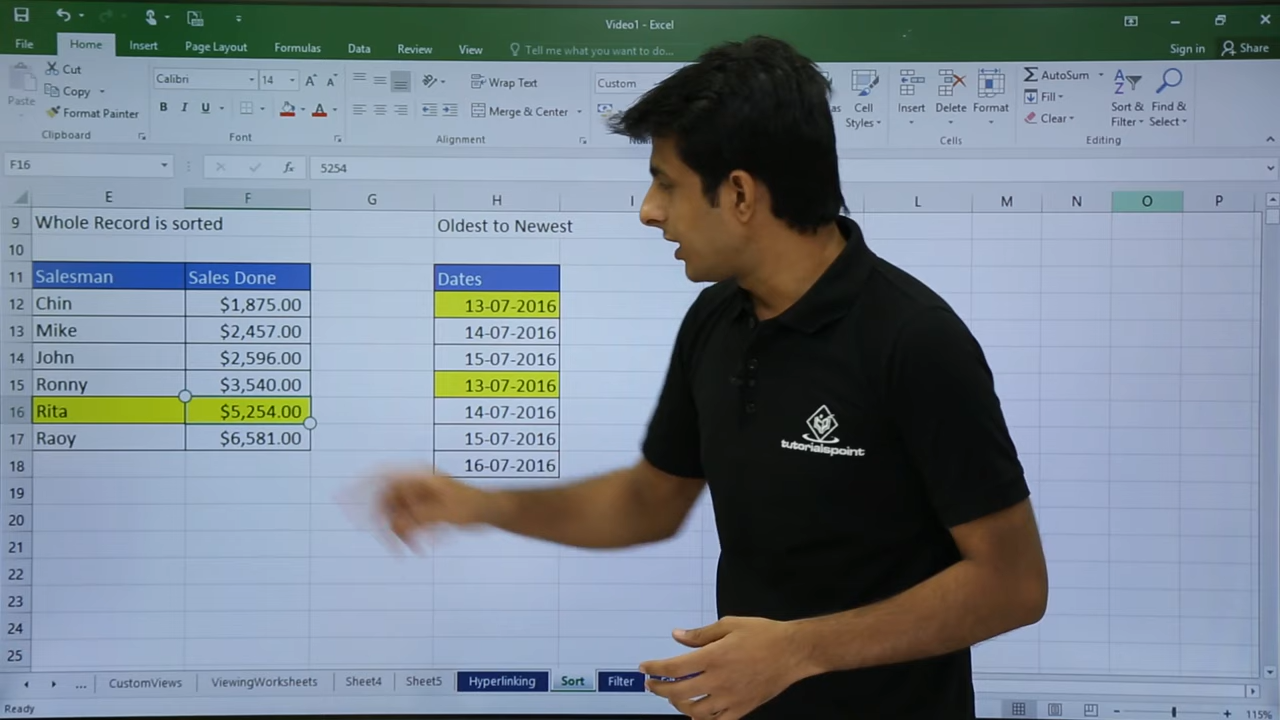 Video1 - Excel
File Home Insert Page Layout Formulas Data Review View Tell me what you want to do... Sign in Share
Paste Cut Copy Format Painter Clipboard
Calibri 14 A A B I U A Font
Wrap Text Merge & Center Alignment
Custom
Cell Styles
Insert Delete Format Cells
AutoSum Fill Clear Sort & Filter Find & Select Editing
F16 fx 5254
E F G H I L M N O P
9 Whole Record is sorted Oldest to Newest
10
11 Salesman Sales Done Dates
12 Chin $1,875.00 13-07-2016
13 Mike $2,457.00 14-07-2016
14 John $2,596.00 15-07-2016
15 Ronny $3,540.00 13-07-2016
16 Rita $5,254.00 14-07-2016
17 Raoy $6,581.00 15-07-2016
18 16-07-2016
19
20
21
22
23
24
25
tutorialspoint
... CustomViews ViewingWorksheets Sheet4 Sheet5 Hyperlinking Sort Filter
Ready 115%